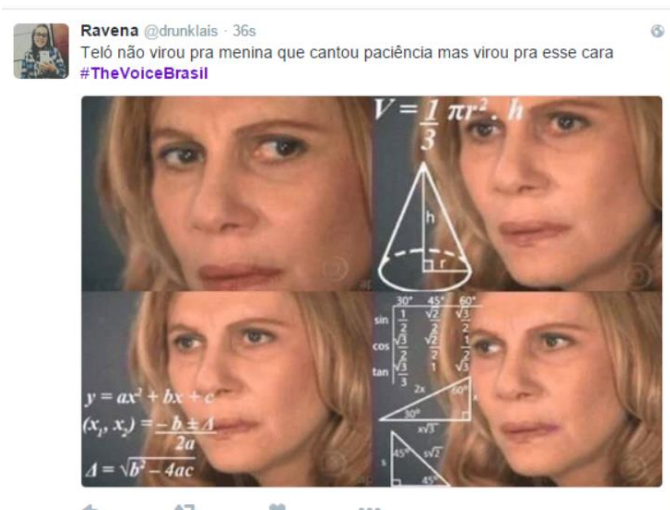 Ravena @drunklais · 36s
Teló não virou pra menina que cantou paciência mas virou pra esse cara
#TheVoiceBrasil
V = 1/3 πr². h
h
r
y = ax² + bx + c
(x₁, x₂) = -b ± Δ / 2a
Δ = √b² - 4ac
30° 45° 60°
sin 1/2 √2/2 √3/2
cos √3/2 √2/2 1/2
tan √3/3 1 √3
2x 60° x
30°
x√3
45° s√2
s
45°